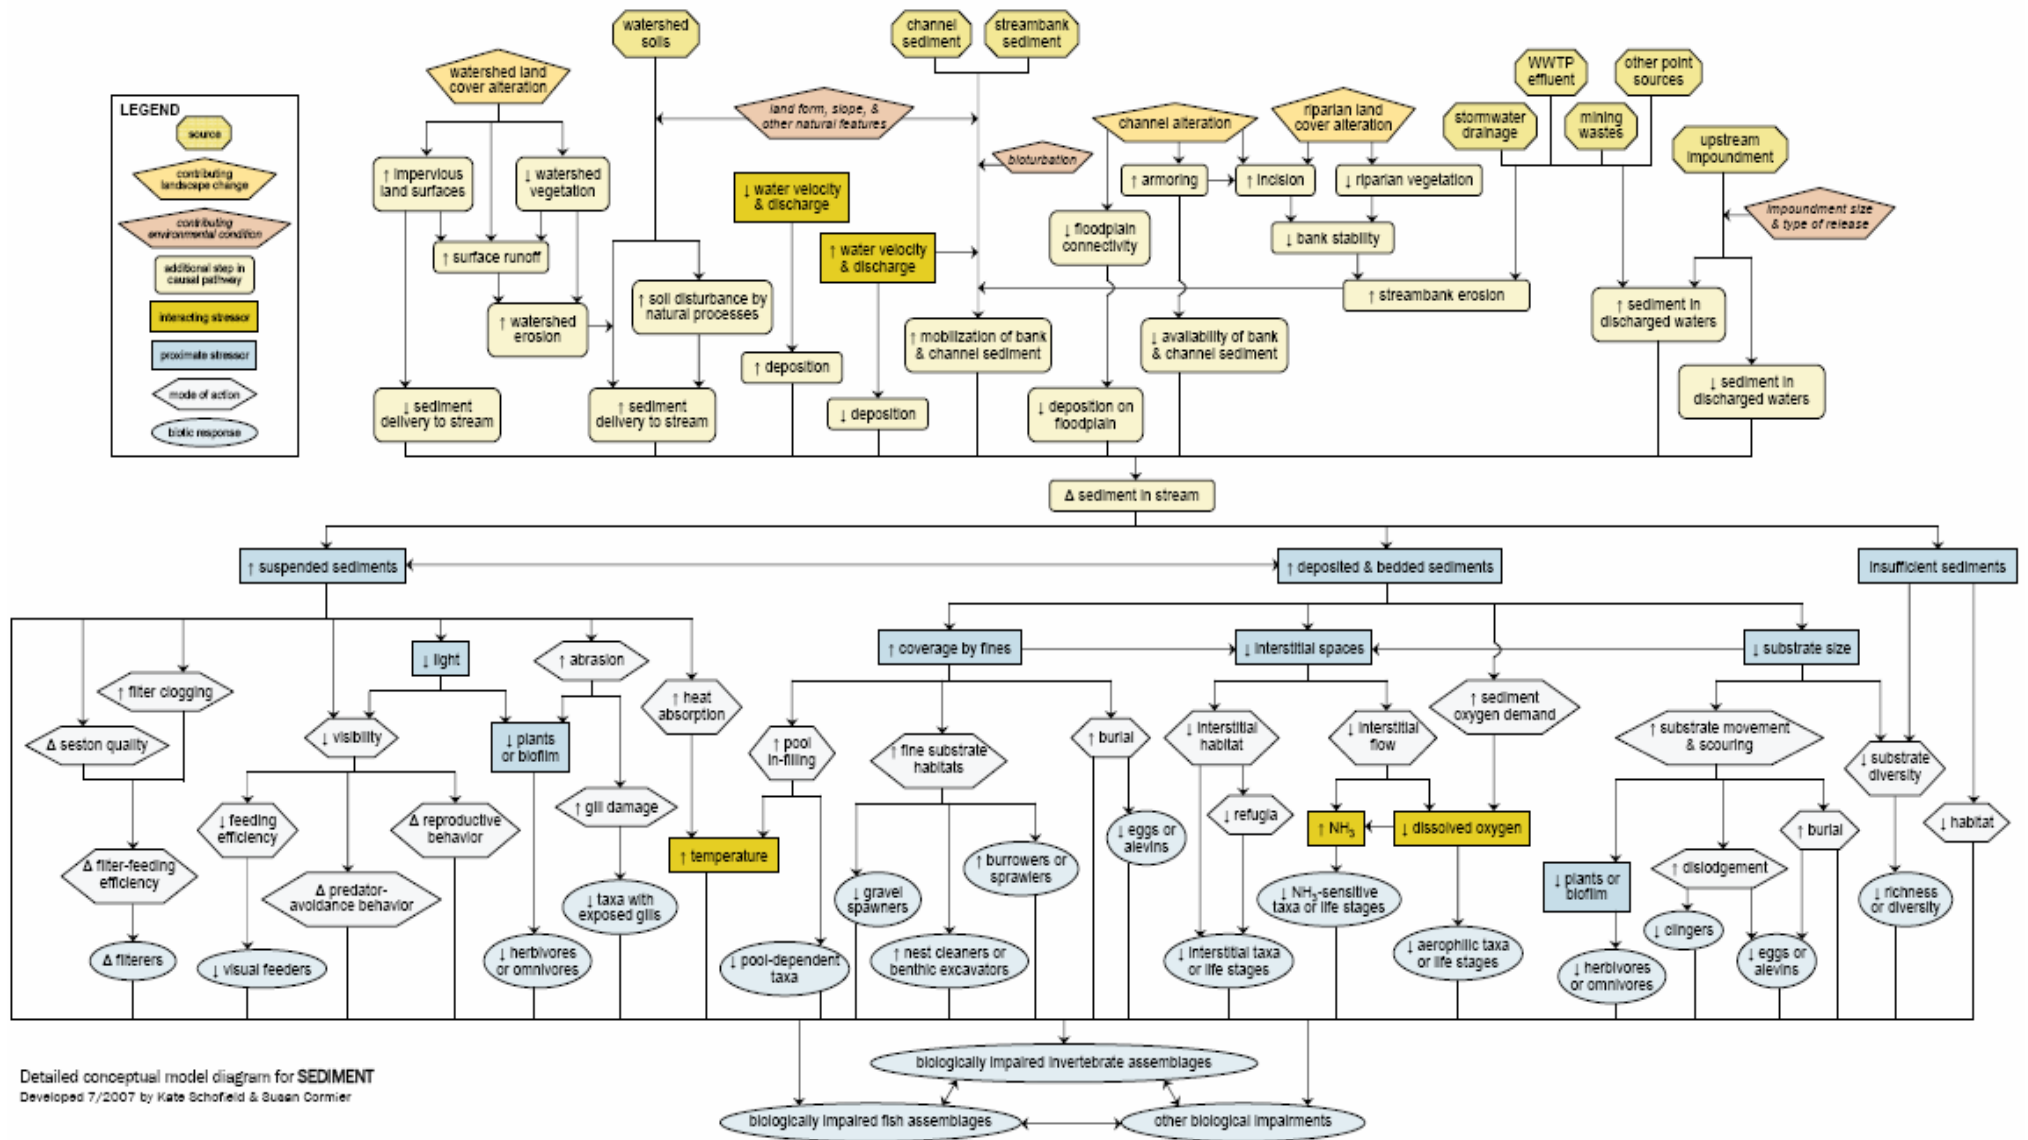 watershed
soils
channel
sediment
streambank
sediment
watershed land
cover alteration
WWTP
effluent
other point
sources
LEGEND
source
contributing
landscape change
contributing
environmental condition
additional step in
causal pathway
interacting stressor
proximate stressor
mode of action
biotic response
land form, slope, &
other natural features
channel alteration
riparian land
cover alteration
stormwater
drainage
mining
wastes
upstream
impoundment
bioturbation
↑ impervious
land surfaces
↓ watershed
vegetation
↓ water velocity
& discharge
↑ armoring
↑ incision
↓ riparian vegetation
impoundment size
& type of release
↑ surface runoff
↑ water velocity
& discharge
↓ floodplain
connectivity
↓ bank stability
↑ soil disturbance by
natural processes
↑ streambank erosion
↑ sediment in
discharged waters
↑ watershed
erosion
↑ mobilization of bank
& channel sediment
↓ availability of bank
& channel sediment
↑ deposition
↓ sediment in
discharged waters
↓ sediment
delivery to stream
↑ sediment
delivery to stream
↓ deposition
↓ deposition on
floodplain
Δ sediment in stream
↑ suspended sediments
↑ deposited & bedded sediments
insufficient sediments
↓ light
↑ abrasion
↑ coverage by fines
↓ interstitial spaces
↓ substrate size
↑ filter clogging
↑ heat
absorption
↑ sediment
oxygen demand
Δ seston quality
↓ visibility
↓ plants
or biofilm
↑ pool
in-filling
↑ fine substrate
habitats
↑ burial
↓ interstitial
habitat
↓ interstitial
flow
↑ substrate movement
& scouring
↓ substrate
diversity
↓ feeding
efficiency
Δ reproductive
behavior
↑ gill damage
↓ eggs or
alevins
↓ refugia
↑ NH3
↓ dissolved oxygen
↑ burial
↓ habitat
Δ filter-feeding
efficiency
Δ predator-
avoidance behavior
↑ temperature
↑ burrowers or
sprawlers
↓ gravel
spawners
↓ NH3-sensitive
taxa or life stages
↑ dislodgement
↓ plants or
biofilm
↓ richness
or diversity
↓ taxa with
exposed gills
Δ filterers
↓ visual feeders
↓ herbivores
or omnivores
↓ pool-dependent
taxa
↑ nest cleaners or
benthic excavators
↓ interstitial taxa
or life stages
↓ aerophilic taxa
or life stages
↓ clingers
↓ eggs or
alevins
↓ herbivores
or omnivores
biologically impaired invertebrate assemblages
biologically impaired fish assemblages
other biological impairments
Detailed conceptual model diagram for SEDIMENT
Developed 7/2007 by Kate Schofield & Susan Cormier